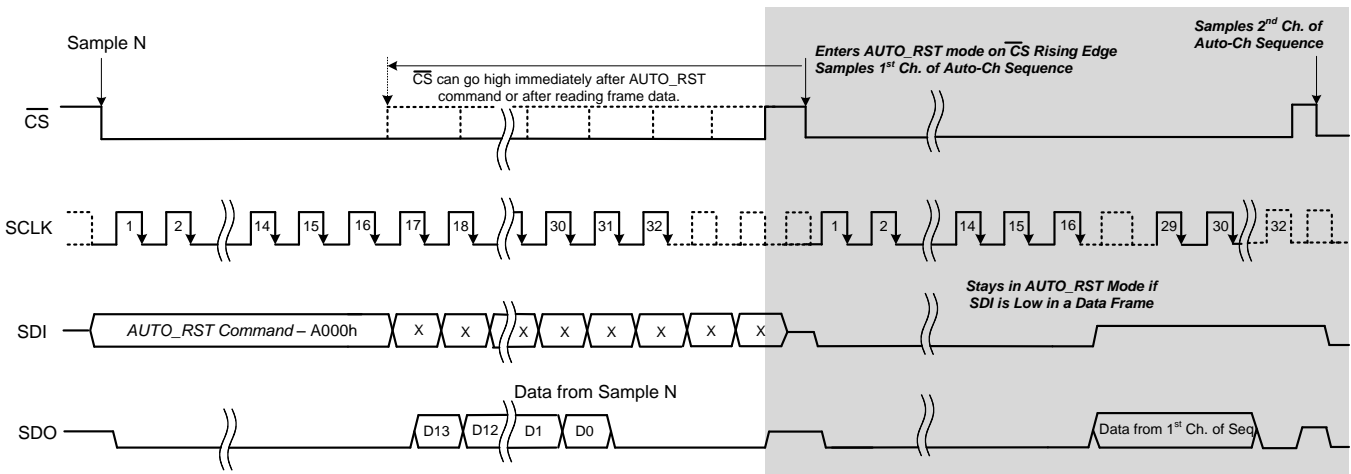 Sample N
Enters AUTO_RST mode on CS Rising Edge
Samples 1st Ch. of Auto-Ch Sequence
Samples 2nd Ch. of
Auto-Ch Sequence
CS can go high immediately after AUTO_RST
command or after reading frame data.
CS
SCLK 1 2 14 15 16 17 18 30 31 32 1 2 14 15 16 29 30 32
Stays in AUTO_RST Mode if
SDI is Low in a Data Frame
SDI AUTO_RST Command – A000h X X X X X X X X
Data from Sample N
SDO D13 D12 D1 D0 Data from 1st Ch. of Seq